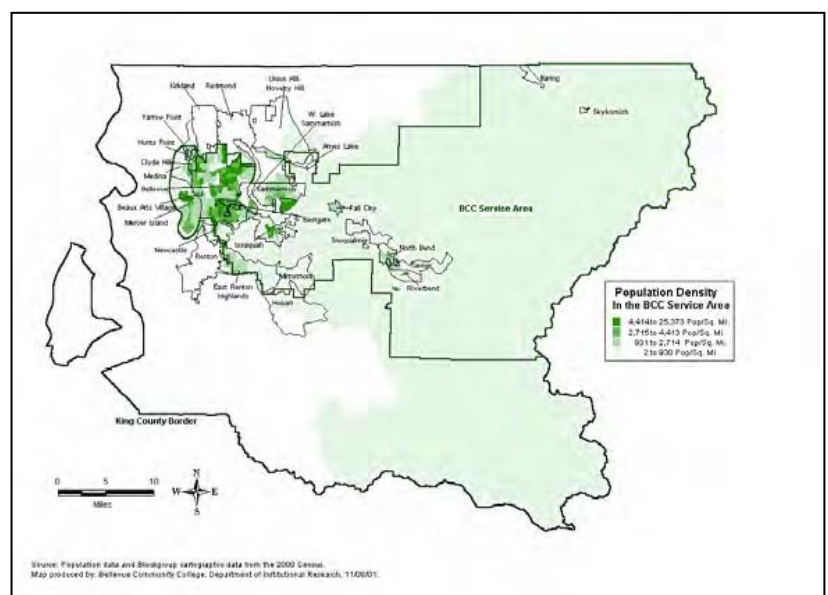 Union Hill-
Novelty Hill
Kirkland
Redmond
Baring
Skykomish
Yarrow Point
W. Lake
Sammamish
Hunts Point
Ames Lake
Clyde Hill
Medina
Bellevue
Sammamish
Beaux Arts Village
Fall City
BCC Service Area
Mercer Island
Eastgate
Newcastle
Issaquah
Snoqualmie
North Bend
Renton
Mirrormont
Riverbend
East Renton
Highlands
Hobart
Population Density
In the BCC Service Area
4,414 to 25,373 Pop/Sq. Mi.
2,715 to 4,413 Pop/Sq. Mi.
931 to 2,714 Pop/Sq. Mi.
2 to 930 Pop/Sq. Mi.
King County Border
0 5 10
Miles
N
W E
S
Source: Population data and Blockgroup cartographic data from the 2000 Census.
Map produced by: Bellevue Community College, Department of Institutional Research, 11/08/01.